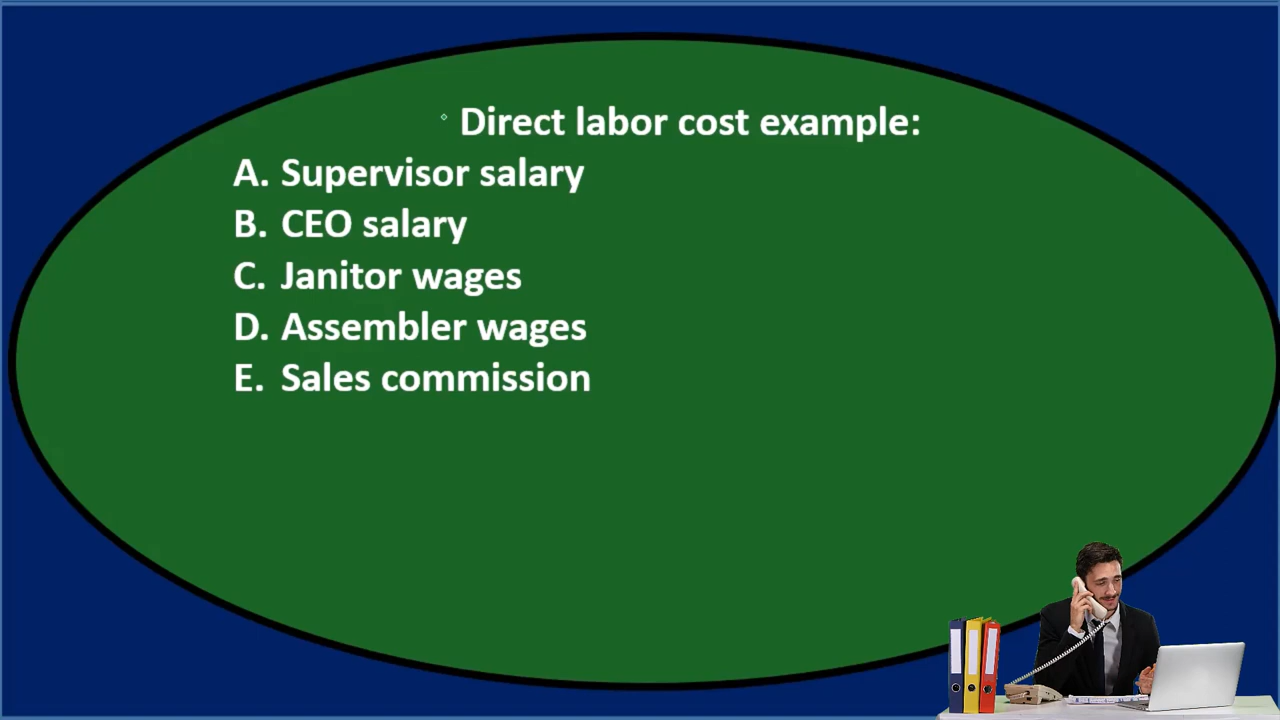 Direct labor cost example:
A. Supervisor salary
B. CEO salary
C. Janitor wages
D. Assembler wages
E. Sales commission